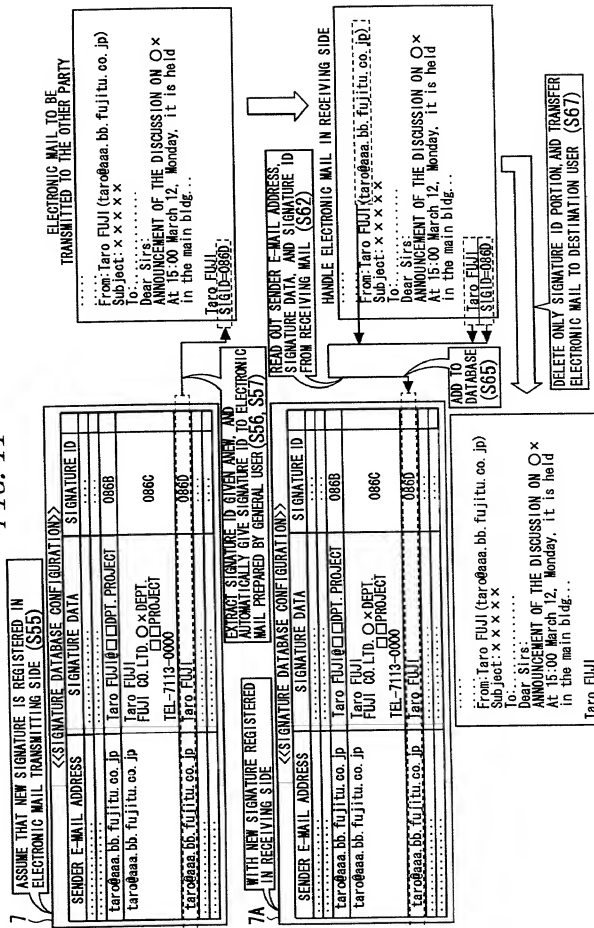 FIG. 11
7
ASSUME THAT NEW SIGNATURE IS REGISTERED IN
ELECTRONIC MAIL TRANSMITTING SIDE (S55)
<<SIGNATURE DATABASE CONFIGURATION>>
SENDER E-MAIL ADDRESS SIGNATURE DATA SIGNATURE ID
taro@aaa.bb.fujitu.co.jp Taro FUJI@□□DPT.PROJECT 086B
taro@aaa.bb.fujitu.co.jp Taro FUJI 086C
FUJI CO.LTD.○×DEPT.
□□PROJECT
TEL-7113-0000
taro@aaa.bb.fujitu.co.jp Taro FUJI 086D
EXTRACT SIGNATURE ID GIVEN ANEW, AND
AUTOMATICALLY GIVE SIGNATURE ID TO ELECTRONIC
MAIL PREPARED BY GENERAL USER (S56, S57)
ELECTRONIC MAIL TO BE
TRANSMITTED TO THE OTHER PARTY
.....
From:Taro FUJI(taro@aaa.bb.fujitu.co.jp)
Subject:×××××
To:..........
Dear Sirs:
ANNOUNCEMENT OF THE DISCUSSION ON ○×
At 15:00 March 12, Monday, it is held
in the main bldg...
Taro FUJI
SIGID=086D
7A
WITH NEW SIGNATURE REGISTERED
IN RECEIVING SIDE
<<SIGNATURE DATABASE CONFIGURATION>>
SENDER E-MAIL ADDRESS SIGNATURE DATA SIGNATURE ID
taro@aaa.bb.fujitu.co.jp Taro FUJI@□□DPT.PROJECT 086B
taro@aaa.bb.fujitu.co.jp Taro FUJI 086C
FUJI CO.LTD.○×DEPT.
□□PROJECT
TEL-7113-0000
taro@aaa.bb.fujitu.co.jp Taro FUJI 086D
READ OUT SENDER E-MAIL ADDRESS,
SIGNATURE DATA, AND SIGNATURE ID
FROM RECEIVING MAIL (S62)
ADD TO
DATABASE
(S65)
HANDLE ELECTRONIC MAIL IN RECEIVING SIDE
.....
From:Taro FUJI(taro@aaa.bb.fujitu.co.jp)
Subject:×××××
To:..........
Dear Sirs:
ANNOUNCEMENT OF THE DISCUSSION ON ○×
At 15:00 March 12, Monday, it is held
in the main bldg...
Taro FUJI
SIGID=086D
DELETE ONLY SIGNATURE ID PORTION, AND TRANSFER
ELECTRONIC MAIL TO DESTINATION USER (S67)
.....
From:Taro FUJI(taro@aaa.bb.fujitu.co.jp)
Subject:×××××
To:..........
Dear Sirs:
ANNOUNCEMENT OF THE DISCUSSION ON ○×
At 15:00 March 12, Monday, it is held
in the main bldg...
Taro FUJI